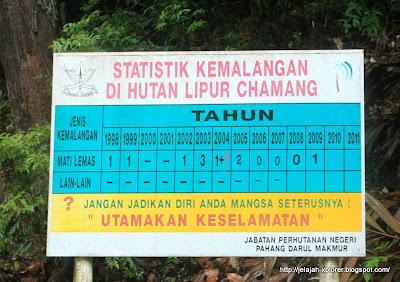 STATISTIK KEMALANGAN
DI HUTAN LIPUR CHAMANG
JENIS
KEMALANGAN
TAHUN
1998 1999 2000 2001 2002 2003 2004 2005 2006 2007 2008 2009 2010 2011
MATI LEMAS 1 1 – – 1 3 1+? 2 0 0 0 1
LAIN-LAIN – – – –
? JANGAN JADIKAN DIRI ANDA MANGSA SETERUSNYA !
" UTAMAKAN KESELAMATAN "
JABATAN PERHUTANAN NEGERI
PAHANG DARUL MAKMUR
http://jelajah-xplorer.blogspot.com/